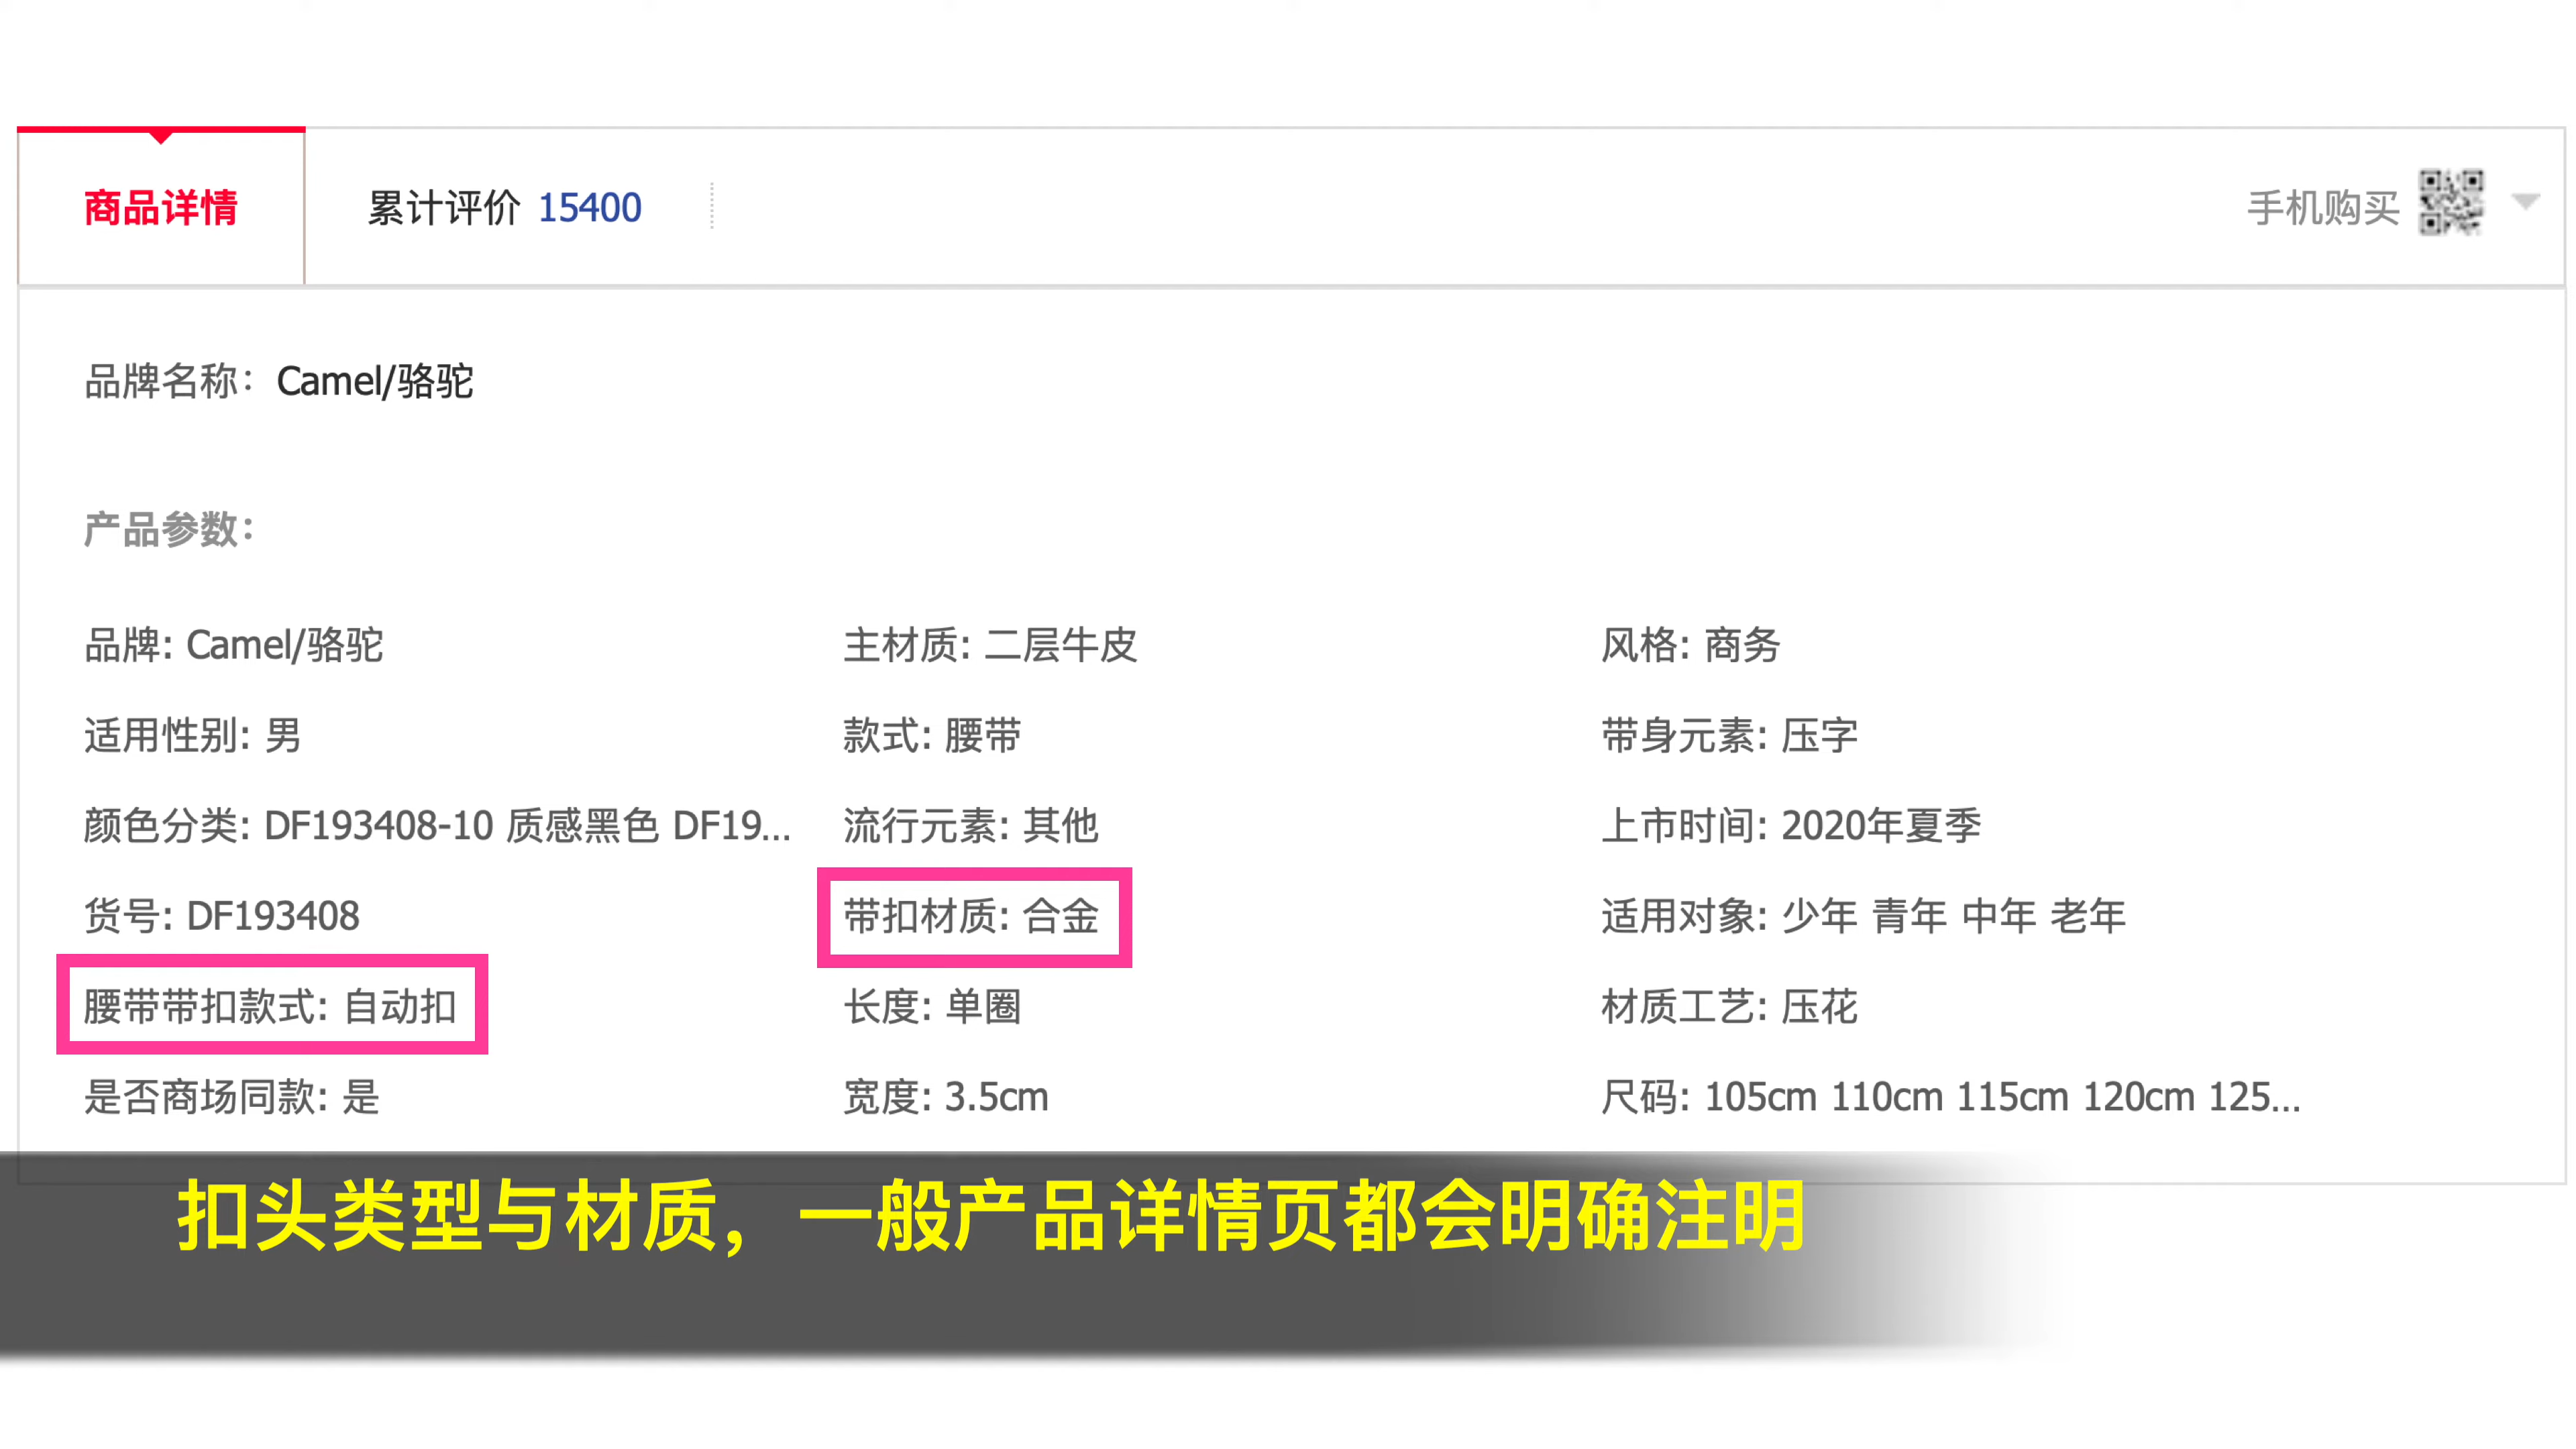 商品详情 累计评价 15400 手机购买
品牌名称： Camel/骆驼
产品参数：
品牌: Camel/骆驼 主材质: 二层牛皮 风格: 商务
适用性别: 男 款式: 腰带 带身元素: 压字
颜色分类: DF193408-10 质感黑色 DF19... 流行元素: 其他 上市时间: 2020年夏季
货号: DF193408 带扣材质: 合金 适用对象: 少年 青年 中年 老年
腰带带扣款式: 自动扣 长度: 单圈 材质工艺: 压花
是否商场同款: 是 宽度: 3.5cm 尺码: 105cm 110cm 115cm 120cm 125...
扣头类型与材质，一般产品详情页都会明确注明